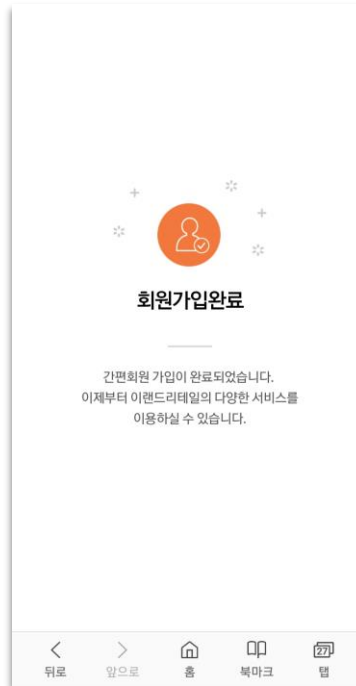 회원가입완료
간편회원 가입이 완료되었습니다.
이제부터 이랜드리테일의 다양한 서비스를
이용하실 수 있습니다.
27
뒤로 앞으로 홈 북마크 탭